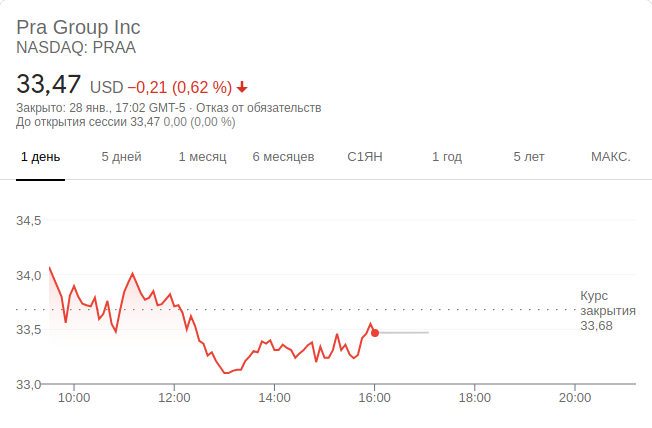 Pra Group Inc
NASDAQ: PRAA
33,47 USD −0,21 (0,62 %)
Закрыто: 28 янв., 17:02 GMT-5 · Отказ от обязательств
До открытия сессии 33,47 0,00 (0,00 %)
1 день 5 дней 1 месяц 6 месяцев С1ЯН 1 год 5 лет МАКС.
34,5
34,0
Курс
закрытия
33,5
33,68
33,0
10:00 12:00 14:00 16:00 18:00 20:00